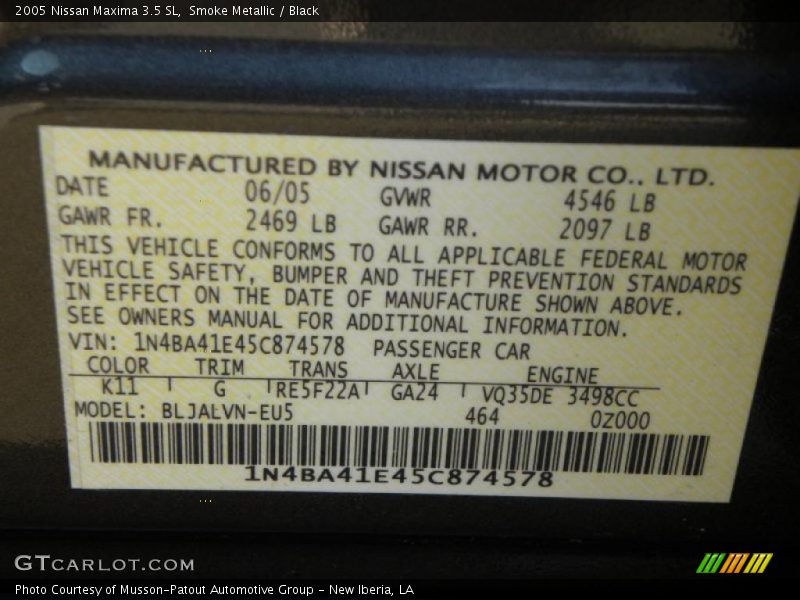 2005 Nissan Maxima 3.5 SL, Smoke Metallic / Black
MANUFACTURED BY NISSAN MOTOR CO., LTD.
DATE 06/05 GVWR 4546 LB
GAWR FR. 2469 LB GAWR RR. 2097 LB
THIS VEHICLE CONFORMS TO ALL APPLICABLE FEDERAL MOTOR
VEHICLE SAFETY, BUMPER AND THEFT PREVENTION STANDARDS
IN EFFECT ON THE DATE OF MANUFACTURE SHOWN ABOVE.
SEE OWNERS MANUAL FOR ADDITIONAL INFORMATION.
VIN: 1N4BA41E45C874578 PASSENGER CAR
COLOR TRIM TRANS AXLE ENGINE
K11 G RE5F22A GA24 VQ35DE 3498CC
MODEL: BLJALVN-EU5 464 0Z000
1N4BA41E45C874578
GTCARLOT.COM
Photo Courtesy of Musson-Patout Automotive Group - New Iberia, LA